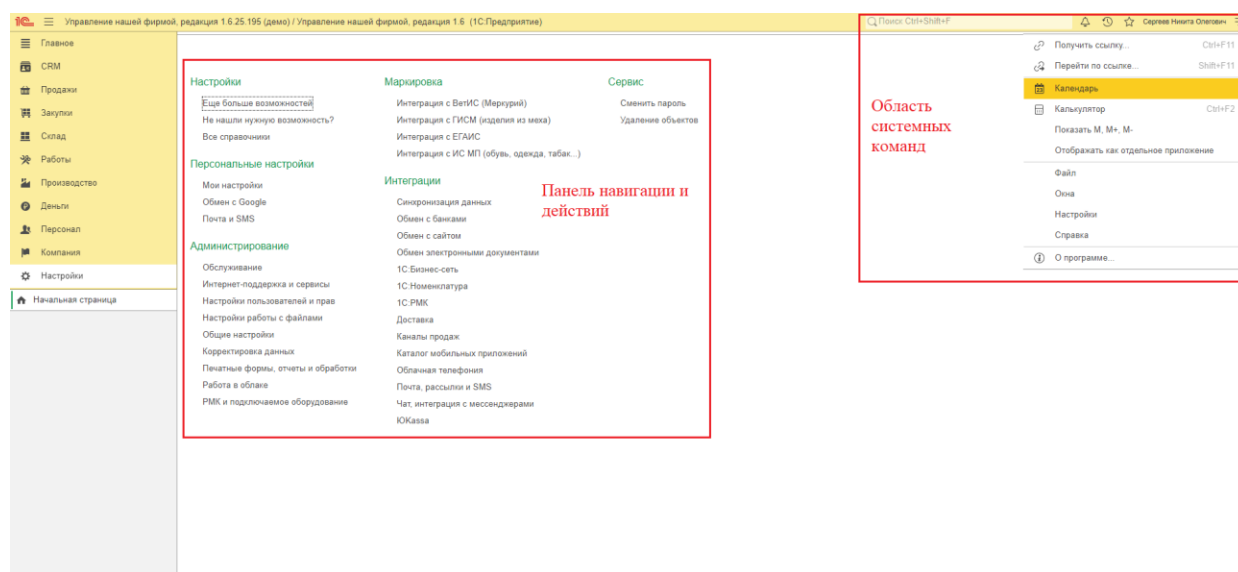 1С Управление нашей фирмой, редакция 1.6.25.195 (демо) / Управление нашей фирмой, редакция 1.6 (1С:Предприятие)
Поиск Ctrl+Shift+F
Сергеев Никита Олегович
Главное
CRM
Продажи
Закупки
Склад
Работы
Производство
Деньги
Персонал
Компания
Настройки
Начальная страница
Настройки
Еще больше возможностей
Не нашли нужную возможность?
Все справочники
Персональные настройки
Мои настройки
Обмен с Google
Почта и SMS
Администрирование
Обслуживание
Интернет-поддержка и сервисы
Настройки пользователей и прав
Настройки работы с файлами
Общие настройки
Корректировка данных
Печатные формы, отчеты и обработки
Работа в облаке
РМК и подключаемое оборудование
Маркировка
Интеграция с ВетИС (Меркурий)
Интеграция с ГИСМ (изделия из меха)
Интеграция с ЕГАИС
Интеграция с ИС МП (обувь, одежда, табак...)
Интеграции
Синхронизация данных
Обмен с банками
Обмен с сайтом
Обмен электронными документами
1С:Бизнес-сеть
1С:Номенклатура
1С:РМК
Доставка
Каналы продаж
Каталог мобильных приложений
Облачная телефония
Почта, рассылки и SMS
Чат, интеграция с мессенджерами
ЮKassa
Сервис
Сменить пароль
Удаление объектов
Панель навигации и
действий
Область
системных
команд
Получить ссылку... Ctrl+F11
Перейти по ссылке... Shift+F11
Календарь
Калькулятор Ctrl+F2
Показать M, M+, M-
Отображать как отдельное приложение
Файл
Окна
Настройки
Справка
О программе...